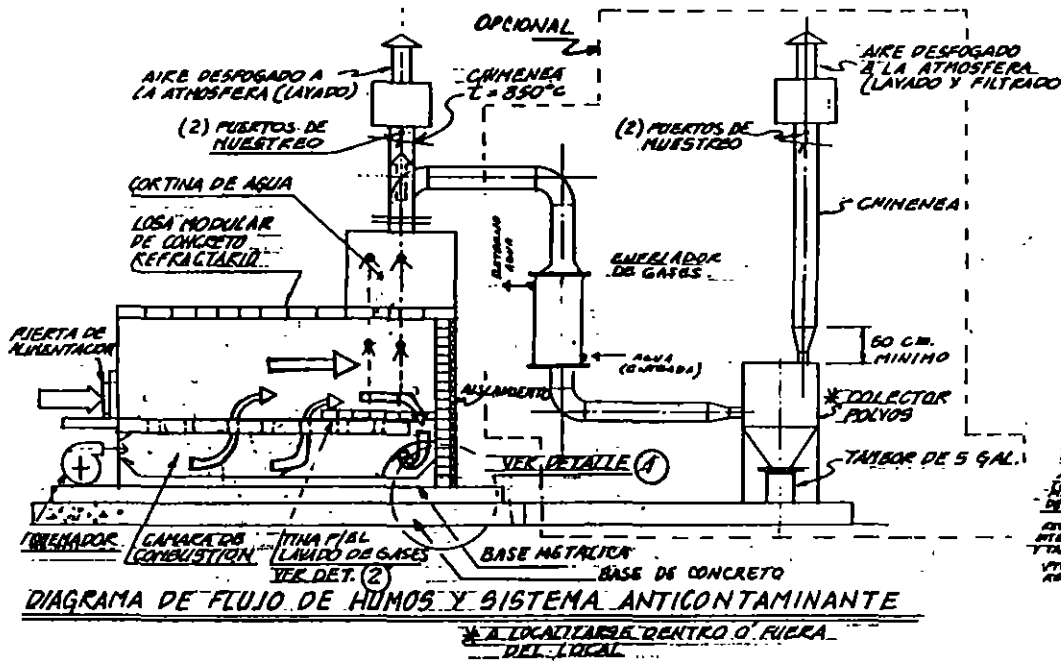 OPCIONAL
AIRE DESFOGADO A
LA ATMOSFERA (LAVADO)
CHIMENEA
t = 850°C
(2) PUERTOS DE
MUESTREO
AIRE DESFOGADO
A LA ATMOSFERA
(LAVADO Y FILTRADO
(2) PUERTOS DE
MUESTREO
CORTINA DE AGUA
LOSA MODULAR
DE CONCRETO
REFRACTARIO
CHIMENEA
AGUA
ENFRIADOR
DE GASES
PUERTA DE
ALIMENTACION
60 CM.
MINIMO
AGUA
AISLAMIENTO
* COLECTOR
POLVOS
VER DETALLE 1
TAMBOR DE 5 GAL.
QUEMADOR
CAMARA DE
COMBUSTION
TINA P/EL
LAVADO DE GASES
VER DET. 2
BASE METALICA
BASE DE CONCRETO
DIAGRAMA DE FLUJO DE HUMOS Y SISTEMA ANTICONTAMINANTE
* A LOCALIZARSE DENTRO O' FUERA
DEL LOCAL